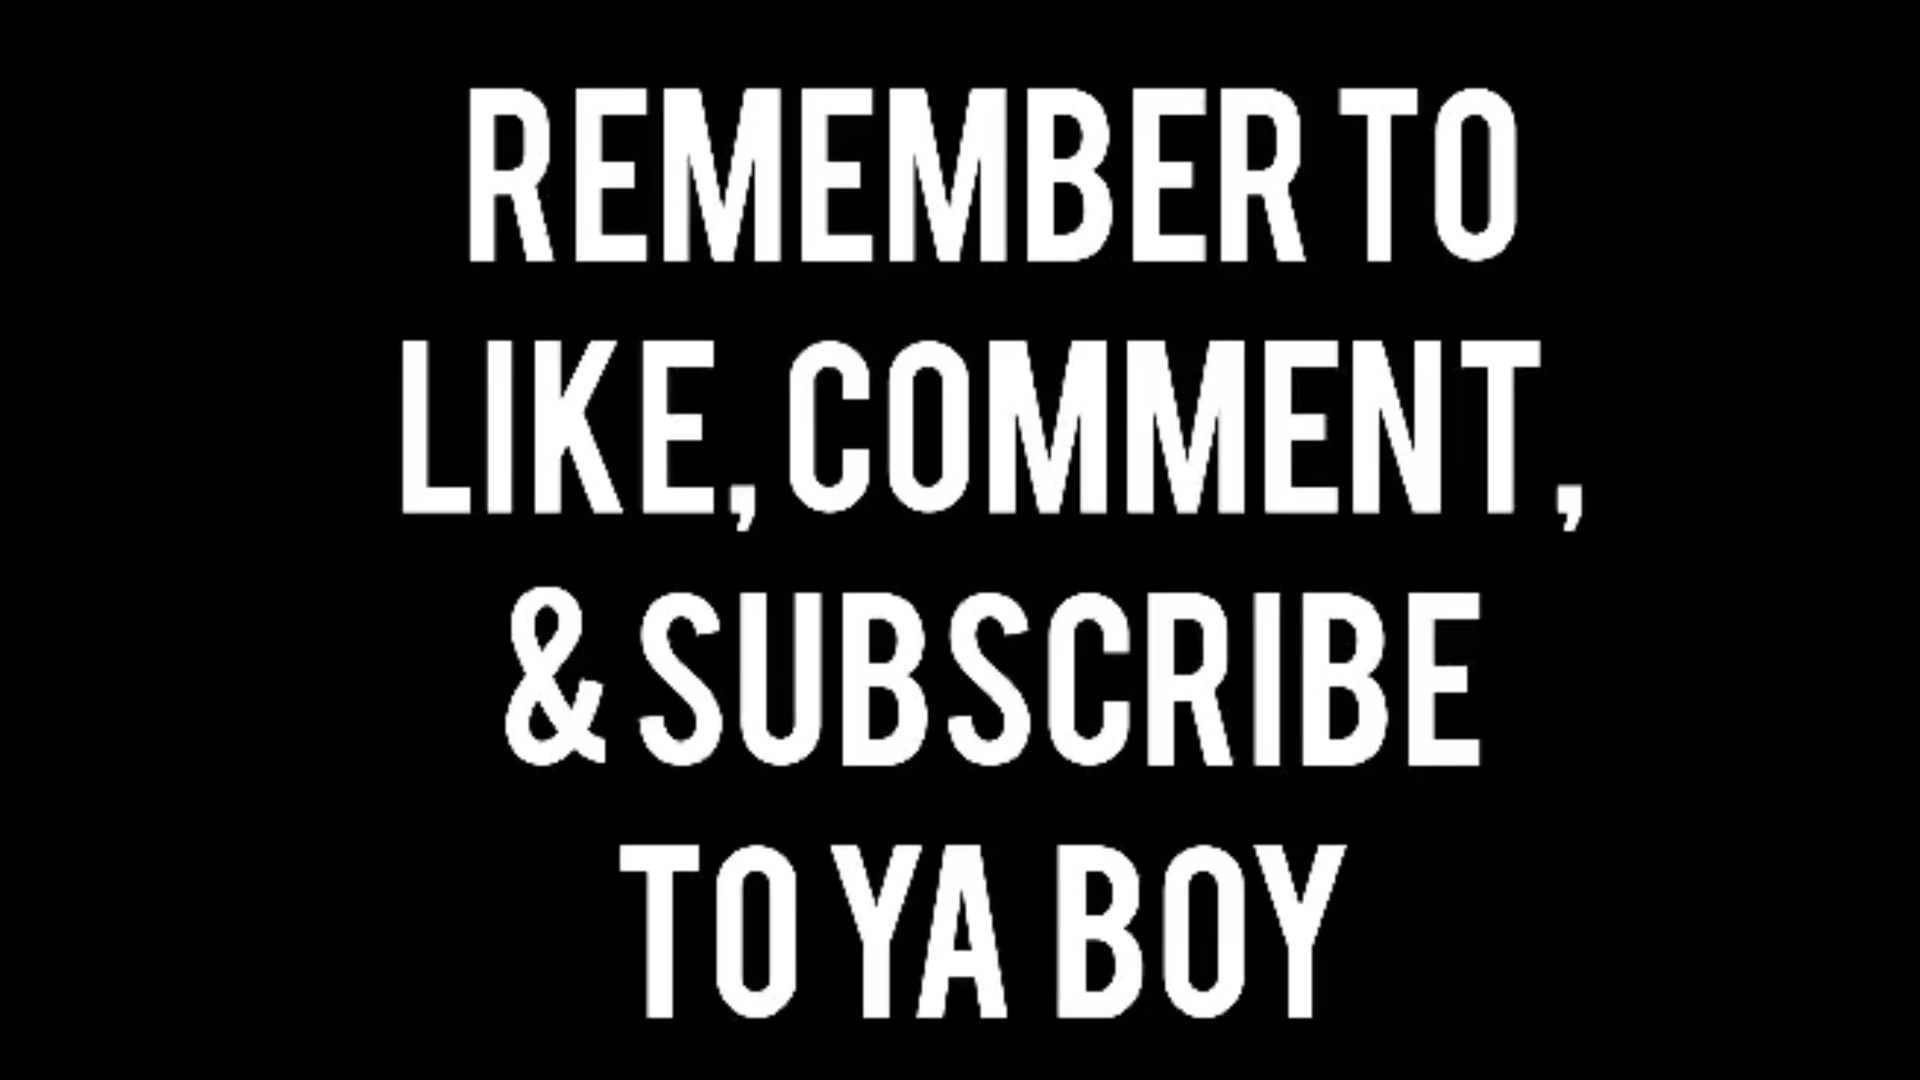 REMEMBER TO
LIKE, COMMENT,
& SUBSCRIBE
TO YA BOY